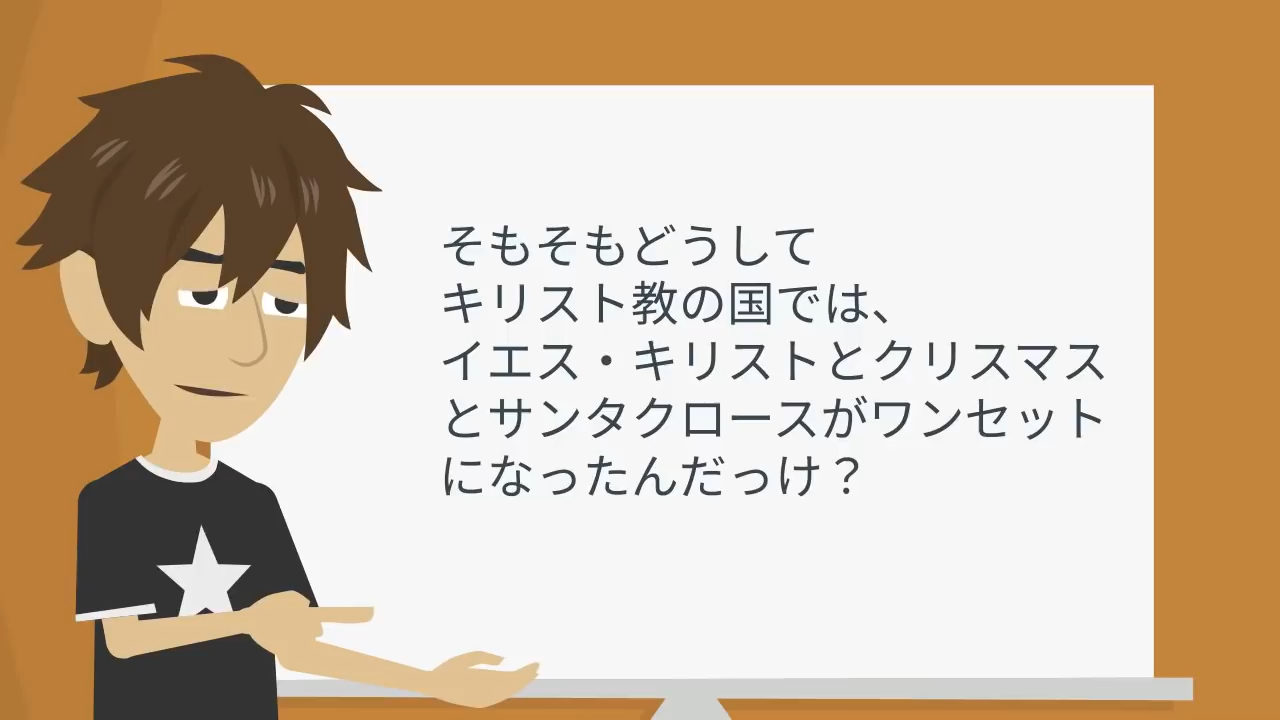 そもそもどうして
キリスト教の国では、
イエス・キリストとクリスマス
とサンタクロースがワンセット
になったんだっけ？